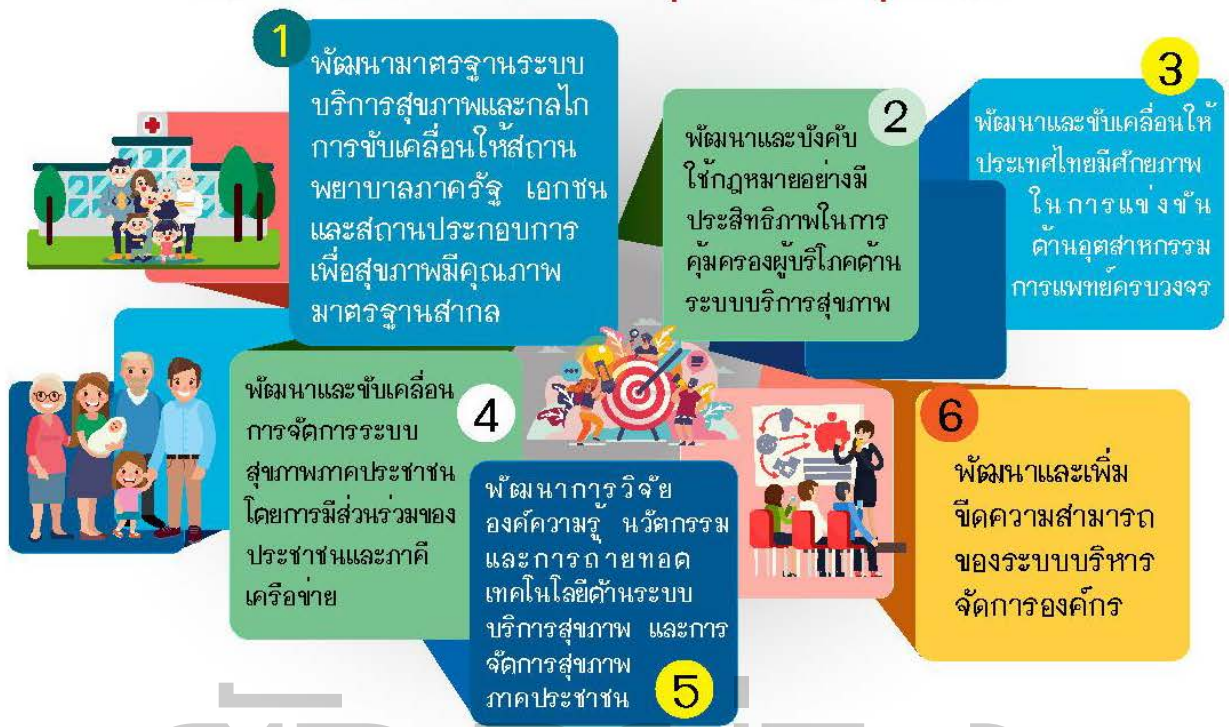 1
พัฒนามาตรฐานระบบ
บริการสุขภาพและกลไก
การขับเคลื่อนให้สถาน
พยาบาลภาครัฐ เอกชน
และสถานประกอบการ
เพื่อสุขภาพมีคุณภาพ
มาตรฐานสากล
2
พัฒนาและบังคับ
ใช้กฎหมายอย่างมี
ประสิทธิภาพในการ
คุ้มครองผู้บริโภคด้าน
ระบบบริการสุขภาพ
3
พัฒนาและขับเคลื่อนให้
ประเทศไทยมีศักยภาพ
ในการแข่งขัน
ด้านอุตสาหกรรม
การแพทย์ครบวงจร
4
พัฒนาและขับเคลื่อน
การจัดการระบบ
สุขภาพภาคประชาชน
โดยการมีส่วนร่วมของ
ประชาชนและภาคี
เครือข่าย
พัฒนาการวิจัย
องค์ความรู้ นวัตกรรม
และการถ่ายทอด
เทคโนโลยีด้านระบบ
บริการสุขภาพ และการ
จัดการสุขภาพ
ภาคประชาชน
5
6
พัฒนาและเพิ่ม
ขีดความสามารถ
ของระบบบริหาร
จัดการองค์กร